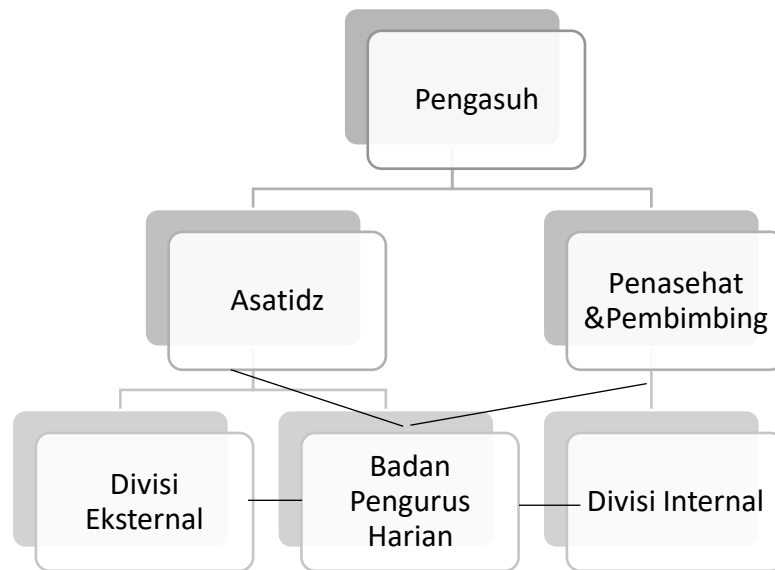 Pengasuh
Asatidz
Penasehat
&Pembimbing
Divisi
Eksternal
Badan
Pengurus
Harian
Divisi Internal